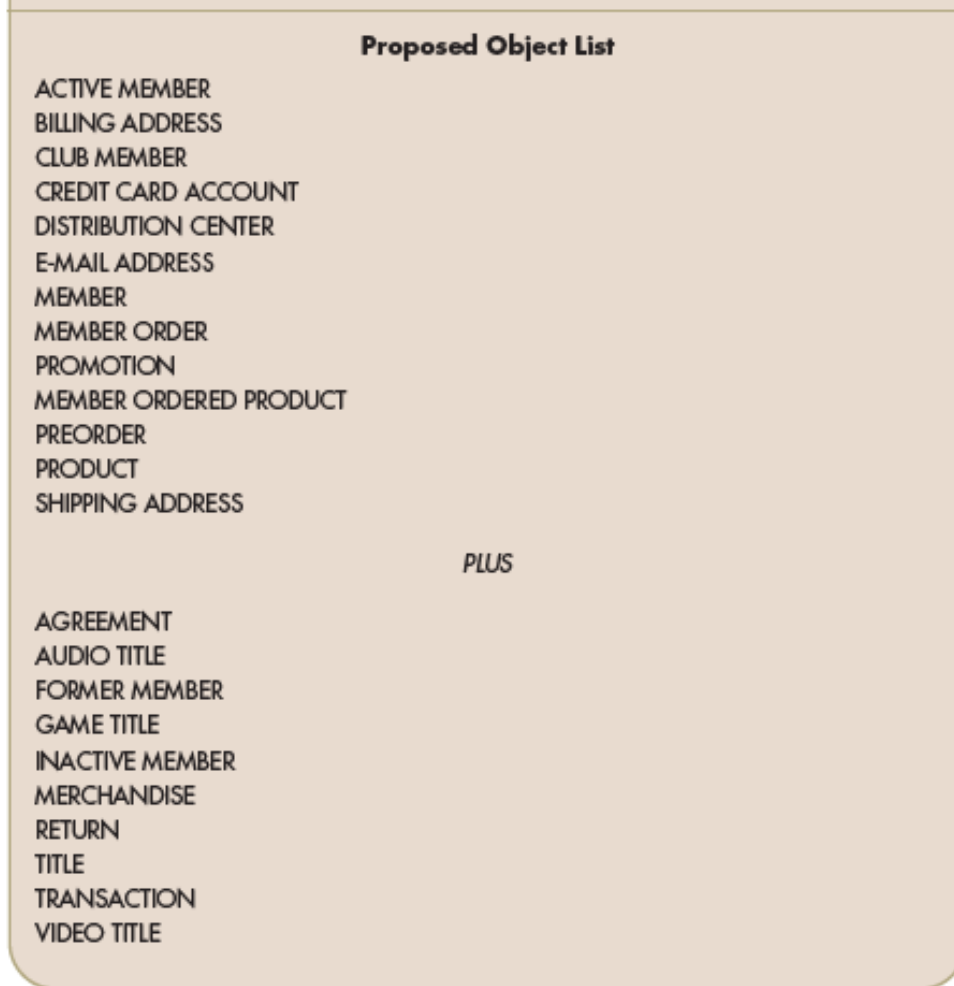 Proposed Object List
ACTIVE MEMBER
BILLING ADDRESS
CLUB MEMBER
CREDIT CARD ACCOUNT
DISTRIBUTION CENTER
E-MAIL ADDRESS
MEMBER
MEMBER ORDER
PROMOTION
MEMBER ORDERED PRODUCT
PREORDER
PRODUCT
SHIPPING ADDRESS
PLUS
AGREEMENT
AUDIO TITLE
FORMER MEMBER
GAME TITLE
INACTIVE MEMBER
MERCHANDISE
RETURN
TITLE
TRANSACTION
VIDEO TITLE